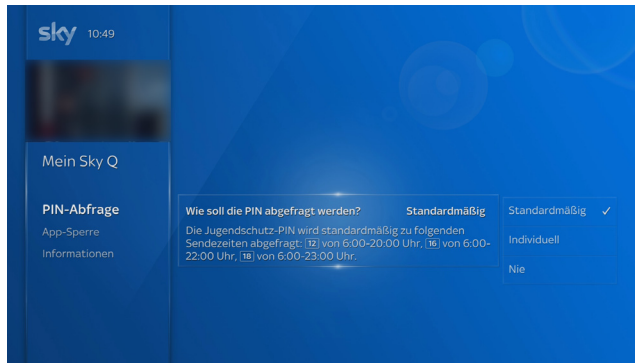 sky 10:49
Mein Sky Q
PIN-Abfrage
App-Sperre
Informationen
Wie soll die PIN abgefragt werden? Standardmäßig
Die Jugendschutz-PIN wird standardmäßig zu folgenden
Sendezeiten abgefragt: 12 von 6:00-20:00 Uhr, 16 von 6:00-
22:00 Uhr, 18 von 6:00-23:00 Uhr.
Standardmäßig ✓
Individuell
Nie